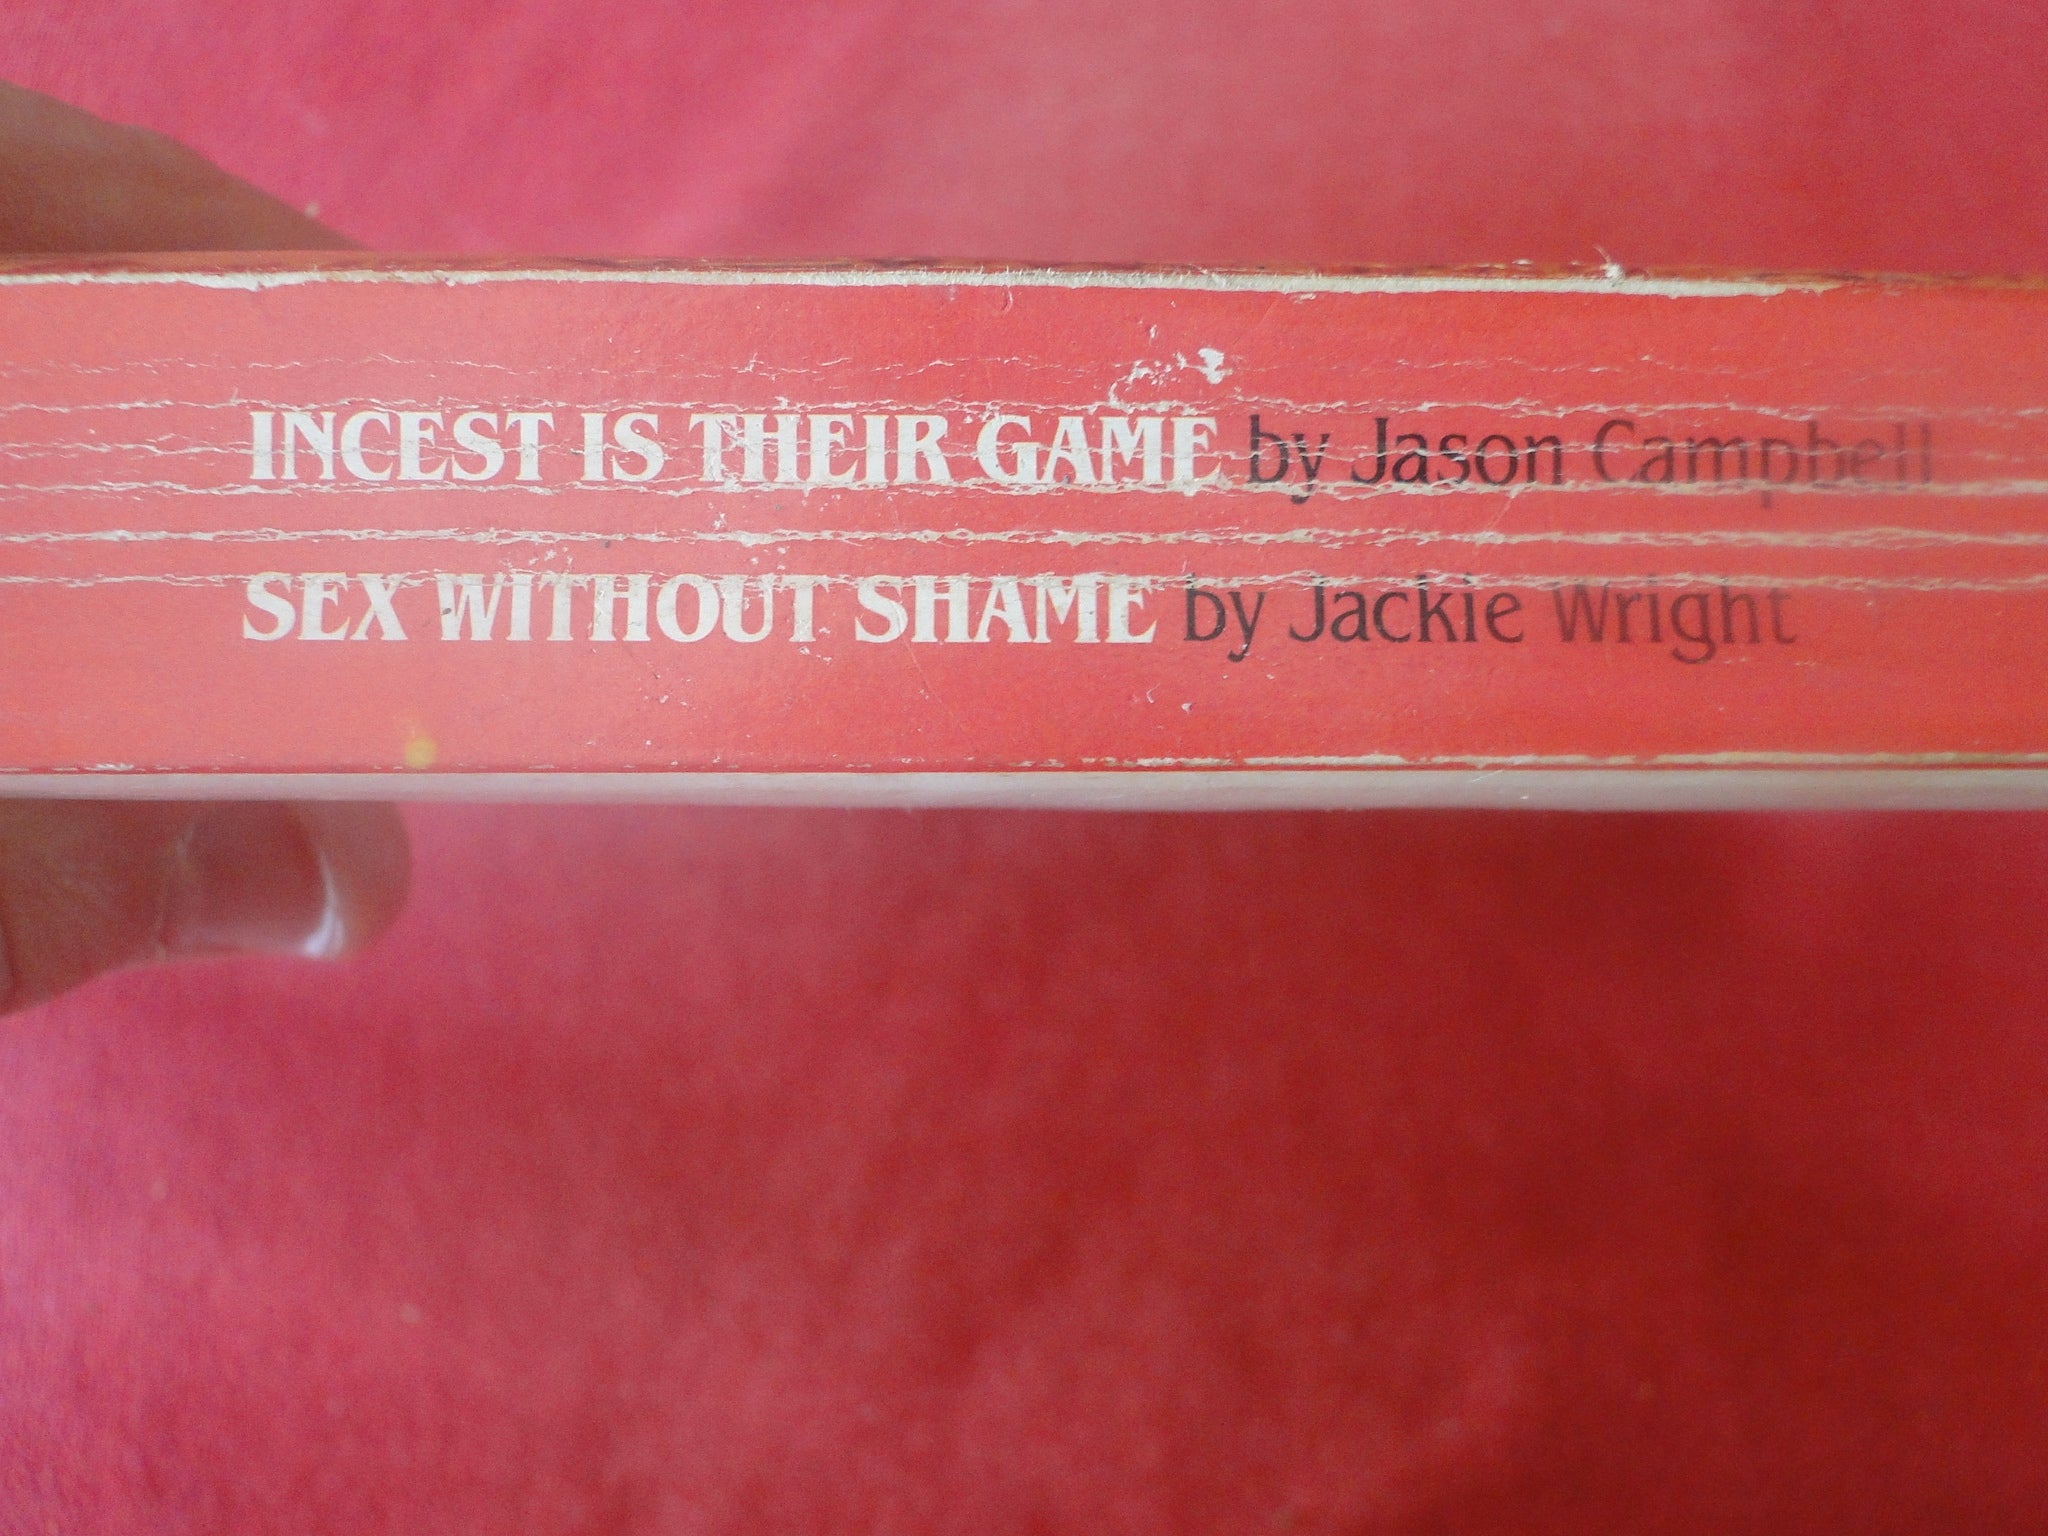 INCEST IS THEIR GAME by Jason Campbell
SEX WITHOUT SHAME by Jackie Wright